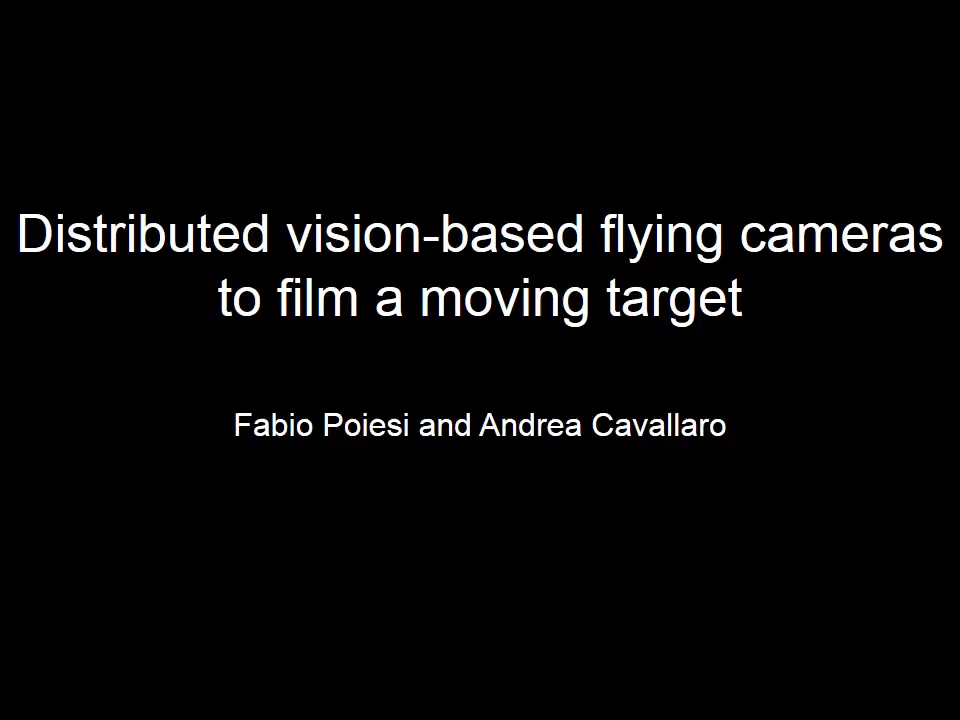 Distributed vision-based flying cameras
to film a moving target
Fabio Poiesi and Andrea Cavallaro